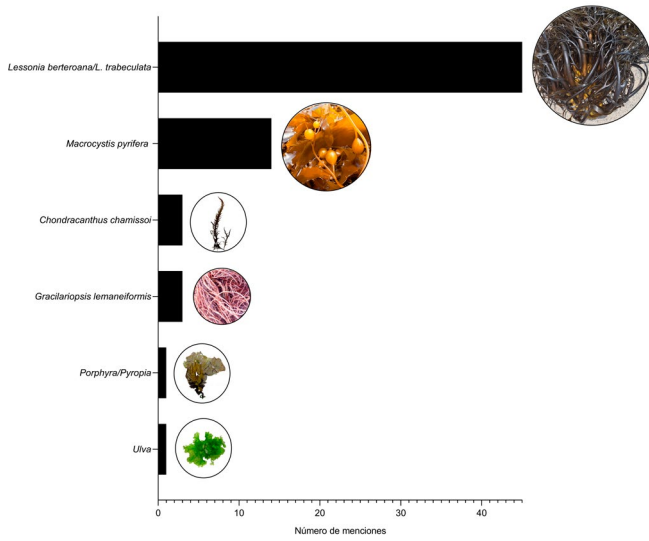 Lessonia berteroana/L. trabeculata
Macrocystis pyrifera
Chondracanthus chamissoi
Gracilariopsis lemaneiformis
Porphyra/Pyropia
Ulva
0 10 20 30 40
Número de menciones